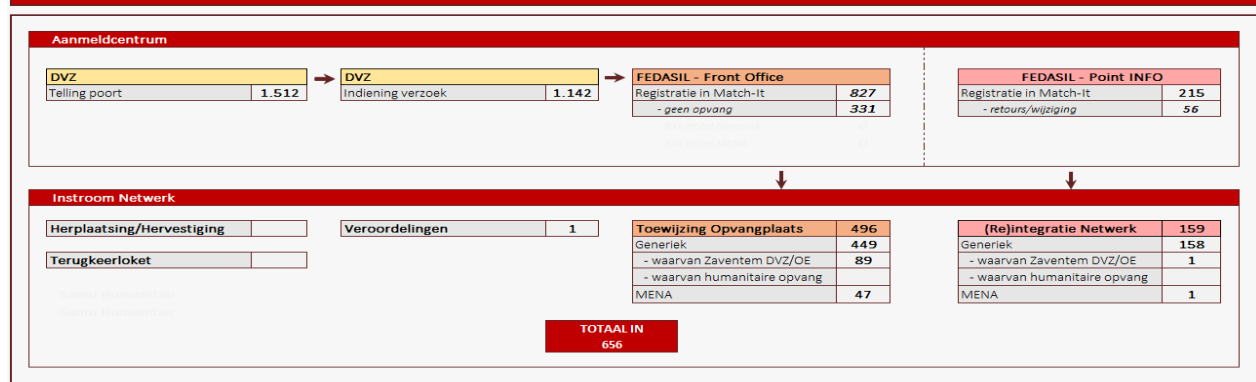 Aanmeldcentrum
DVZ
Telling poort 1.512
DVZ
Indiening verzoek 1.142
FEDASIL - Front Office
Registratie in Match-It 827
- geen opvang 331
FEDASIL - Point INFO
Registratie in Match-It 215
- retours/wijziging 56
Instroom Netwerk
Herplaatsing/Hervestiging
Terugkeerloket
Veroordelingen 1
Toewijzing Opvangplaats 496
Generiek 449
- waarvan Zaventem DVZ/OE 89
- waarvan humanitaire opvang
MENA 47
(Re)integratie Netwerk 159
Generiek 158
- waarvan Zaventem DVZ/OE 1
- waarvan humanitaire opvang
MENA 1
TOTAAL IN
656